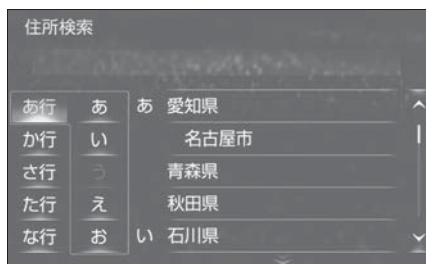 住所検索
あ行 あ あ 愛知県
か行 い 名古屋市
さ行 う 青森県
た行 え 秋田県
な行 お い 石川県